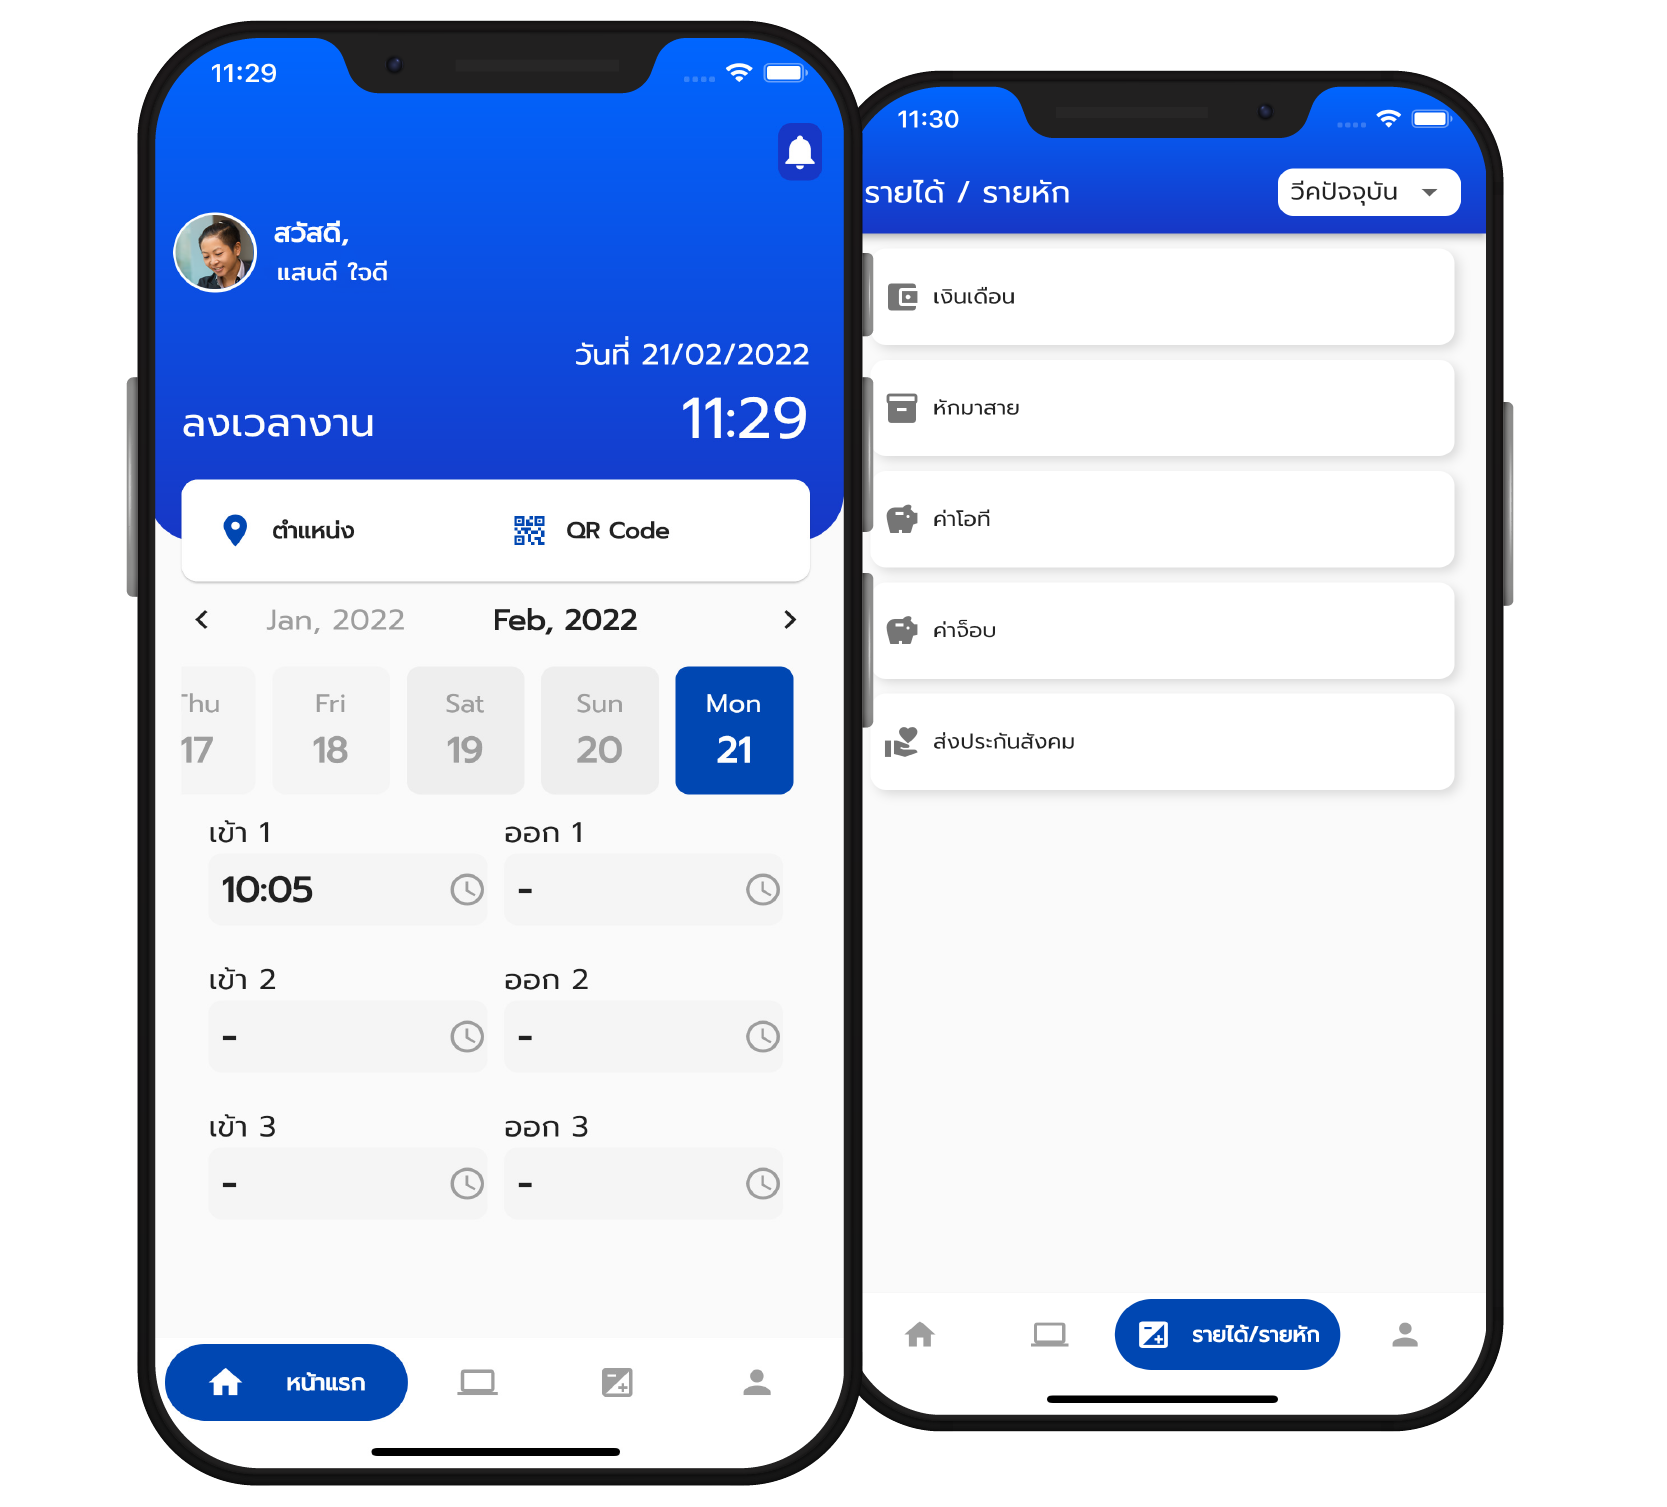 11:29
สวัสดี,
แสนดี ใจดี
วันที่ 21/02/2022
ลงเวลางาน 11:29
ตำแหน่ง QR Code
Jan, 2022 Feb, 2022
Thu Fri Sat Sun Mon
17 18 19 20 21
เข้า 1 ออก 1
10:05 -
เข้า 2 ออก 2
- -
เข้า 3 ออก 3
- -
หน้าแรก
11:30
รายได้ / รายหัก วีคปัจจุบัน
เงินเดือน
หักมาสาย
ค่าโอที
ค่าจ็อบ
ส่งประกันสังคม
รายได้/รายหัก